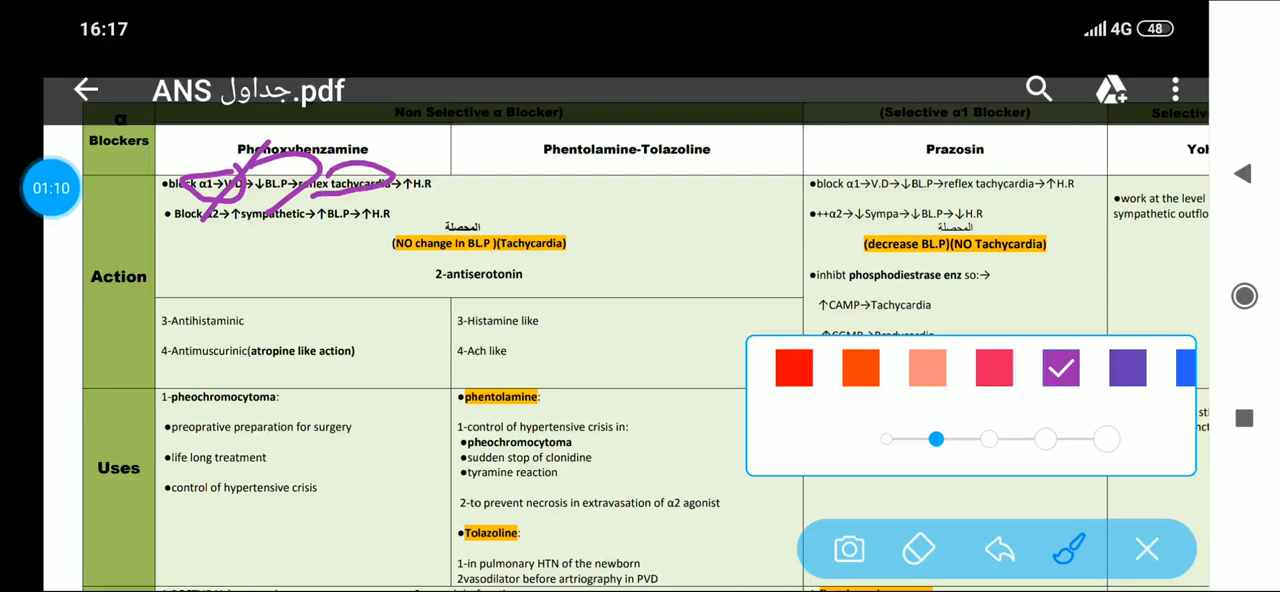 16:17
4G 48
ANS جداول.pdf
01:10
α Blockers
Non Selective α Blocker)
(Selective α1 Blocker)
Phenoxybenzamine
Phentolamine-Tolazoline
Prazosin
Action
●block α1→V.D→↓BL.P→reflex tachycardia→↑H.R
● Block α2→↑sympathetic→↑BL.P→↑H.R
المحصلة
(NO change In BL.P )(Tachycardia)
2-antiserotonin
3-Antihistaminic
4-Antimuscurinic(atropine like action)
3-Histamine like
4-Ach like
●block α1→V.D→↓BL.P→reflex tachycardia→↑H.R
●++α2→↓Sympa→↓BL.P→↓H.R
المحصلة
(decrease BL.P)(NO Tachycardia)
●inhibt phosphodiestrase enz so:→
↑CAMP→Tachycardia
●work at the level
sympathetic outflo
Uses
1-pheochromycytoma:
●preoprative preparation for surgery
●life long treatment
●control of hypertensive crisis
●phentolamine:
1-control of hypertensive crisis in:
●pheochromycytoma
●sudden stop of clonidine
●tyramine reaction
2-to prevent necrosis in extravasation of α2 agonist
●Tolazoline:
1-in pulmonary HTN of the newborn
2vasodilator before artriography in PVD